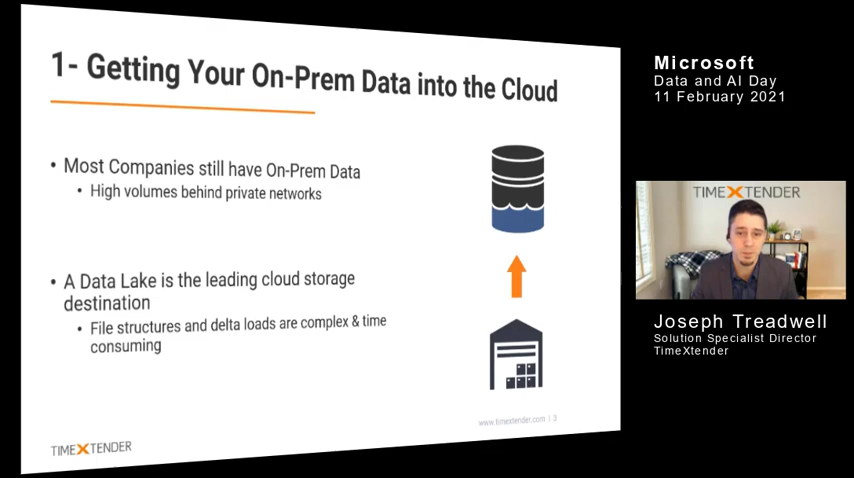 1- Getting Your On-Prem Data into the Cloud
• Most Companies still have On-Prem Data
• High volumes behind private networks
• A Data Lake is the leading cloud storage
destination
• File structures and delta loads are complex & time
consuming
www.timextender.com | 3
TIMEXTENDER
Microsoft
Data and AI Day
11 February 2021
TIMEXTENDER
Joseph Treadwell
Solution Specialist Director
TimeXtender